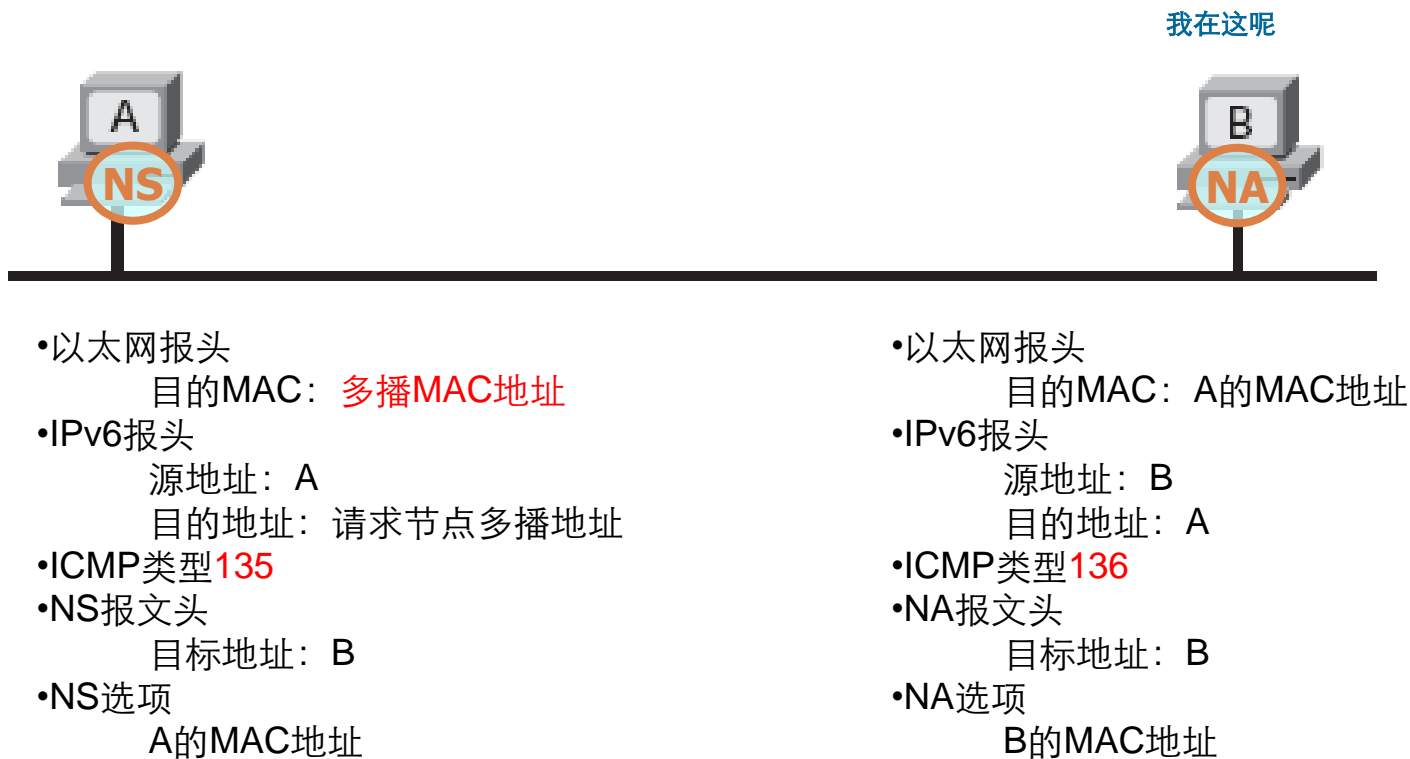 我在这呢
A
NS
B
NA
•以太网报头
目的MAC：多播MAC地址
•IPv6报头
源地址：A
目的地址：请求节点多播地址
•ICMP类型135
•NS报文头
目标地址：B
•NS选项
A的MAC地址
•以太网报头
目的MAC：A的MAC地址
•IPv6报头
源地址：B
目的地址：A
•ICMP类型136
•NA报文头
目标地址：B
•NA选项
B的MAC地址